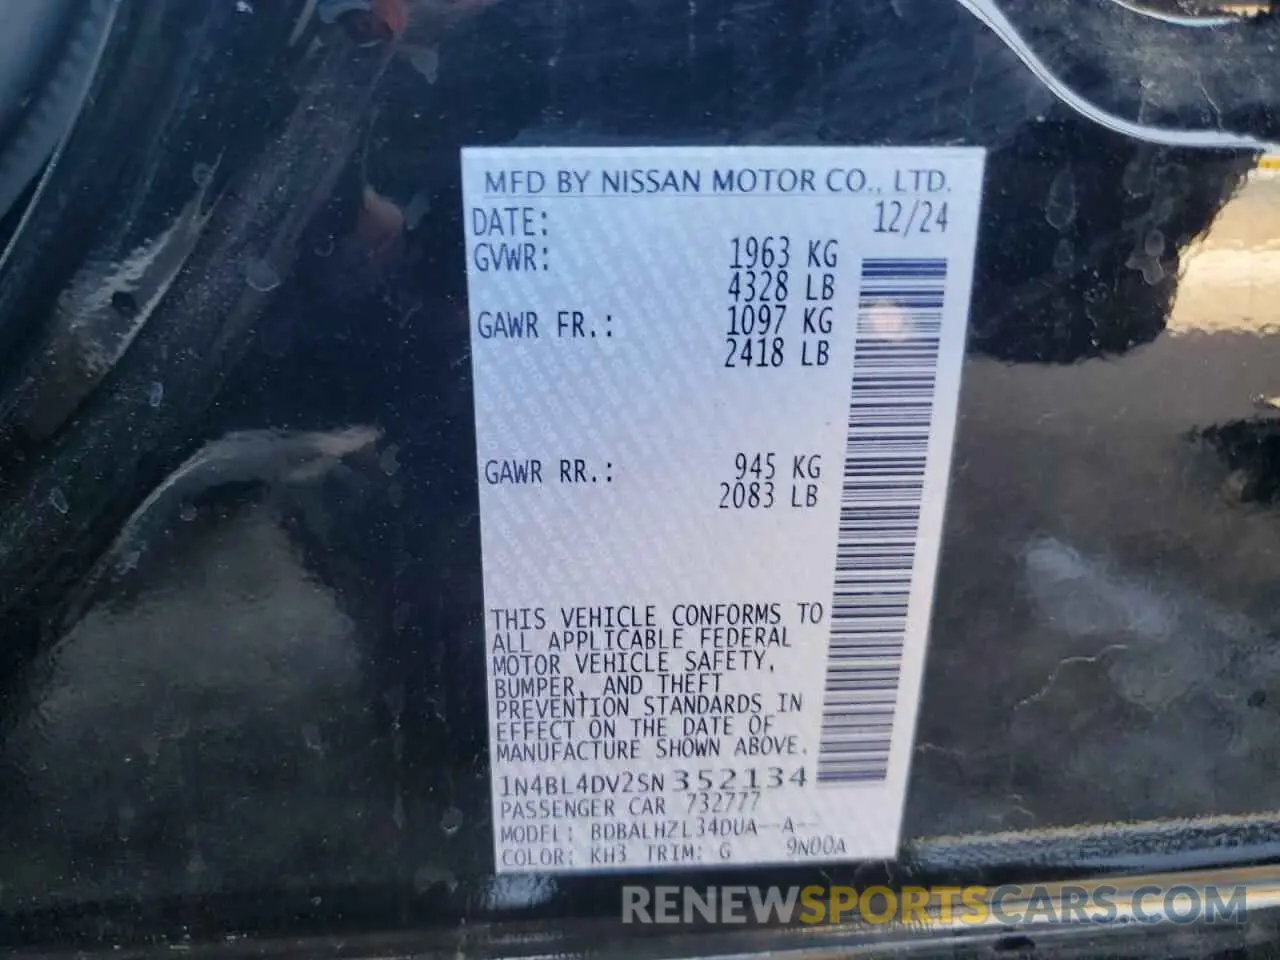 MFD BY NISSAN MOTOR CO., LTD.
DATE: 12/24
GVWR: 1963 KG
4328 LB
GAWR FR.: 1097 KG
2418 LB
GAWR RR.: 945 KG
2083 LB
THIS VEHICLE CONFORMS TO
ALL APPLICABLE FEDERAL
MOTOR VEHICLE SAFETY,
BUMPER, AND THEFT
PREVENTION STANDARDS IN
EFFECT ON THE DATE OF
MANUFACTURE SHOWN ABOVE.
1N4BL4DV2SN352134
PASSENGER CAR 732777
MODEL: BDBALHZL34DUA--A--
COLOR: KH3 TRIM: G 9N00A
RENEWSPORTSCARS.COM